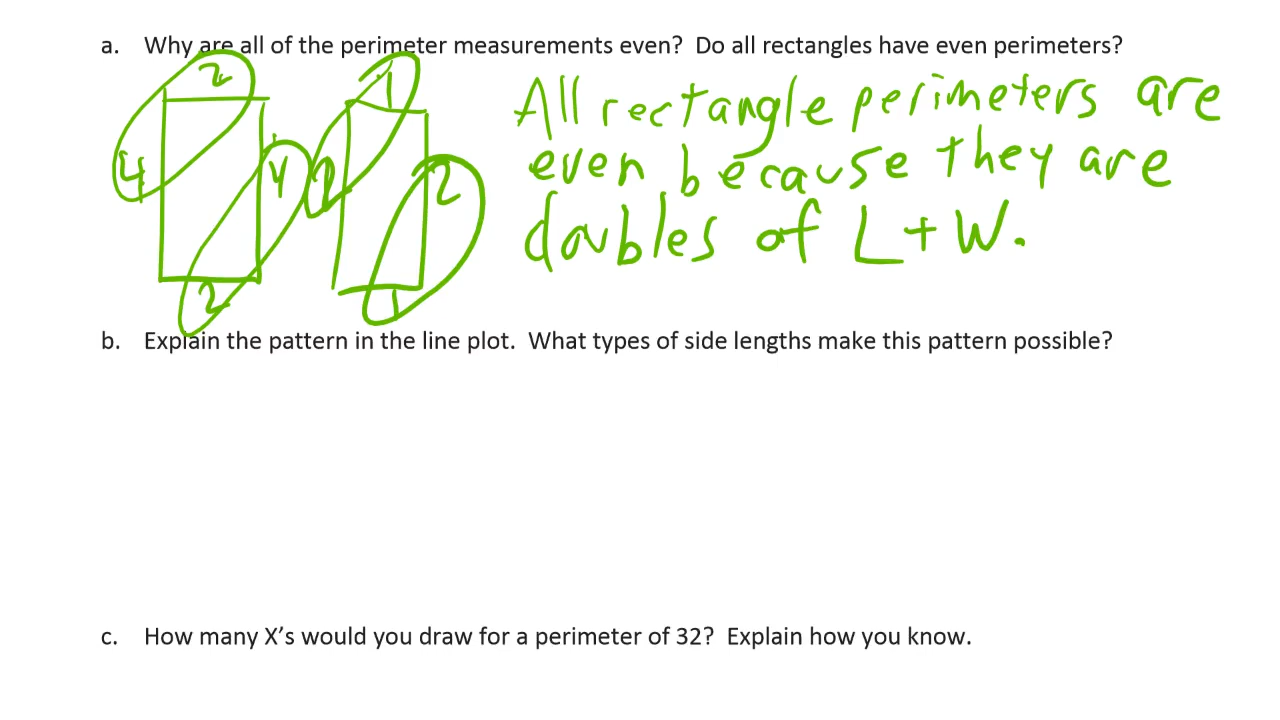 a. Why are all of the perimeter measurements even? Do all rectangles have even perimeters?
2 1
All rectangle perimeters are
4 4 2 2
even because they are
doubles of L + W.
2 1
b. Explain the pattern in the line plot. What types of side lengths make this pattern possible?
c. How many X's would you draw for a perimeter of 32? Explain how you know.